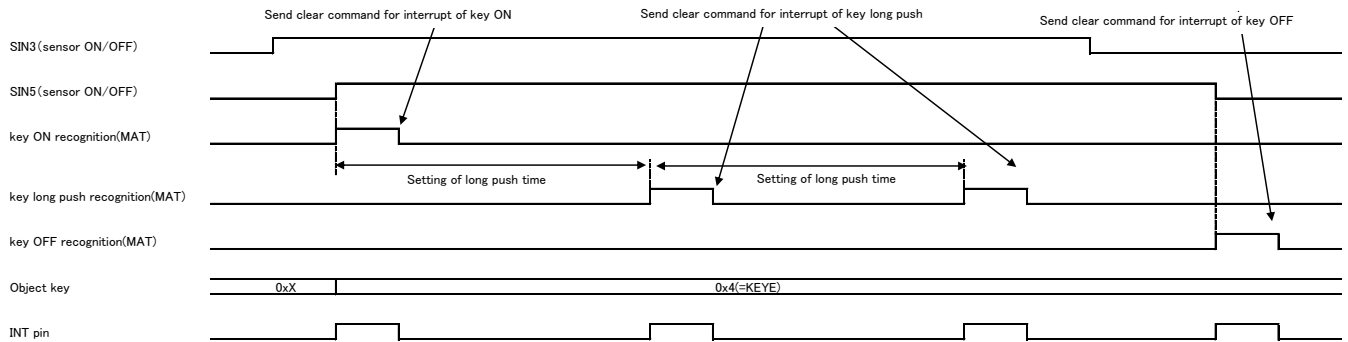 Send clear command for interrupt of key ON
Send clear command for interrupt of key long push
Send clear command for interrupt of key OFF
SIN3(sensor ON/OFF)
SIN5(sensor ON/OFF)
key ON recognition(MAT)
Setting of long push time
Setting of long push time
key long push recognition(MAT)
key OFF recognition(MAT)
Object key
0xX
0x4(=KEYE)
INT pin